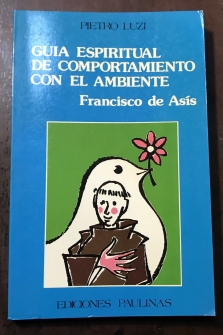 PIETRO LUZI
GUIA ESPIRITUAL
DE COMPORTAMIENTO
CON EL AMBIENTE
Francisco de Asís
EDICIONES PAULINAS